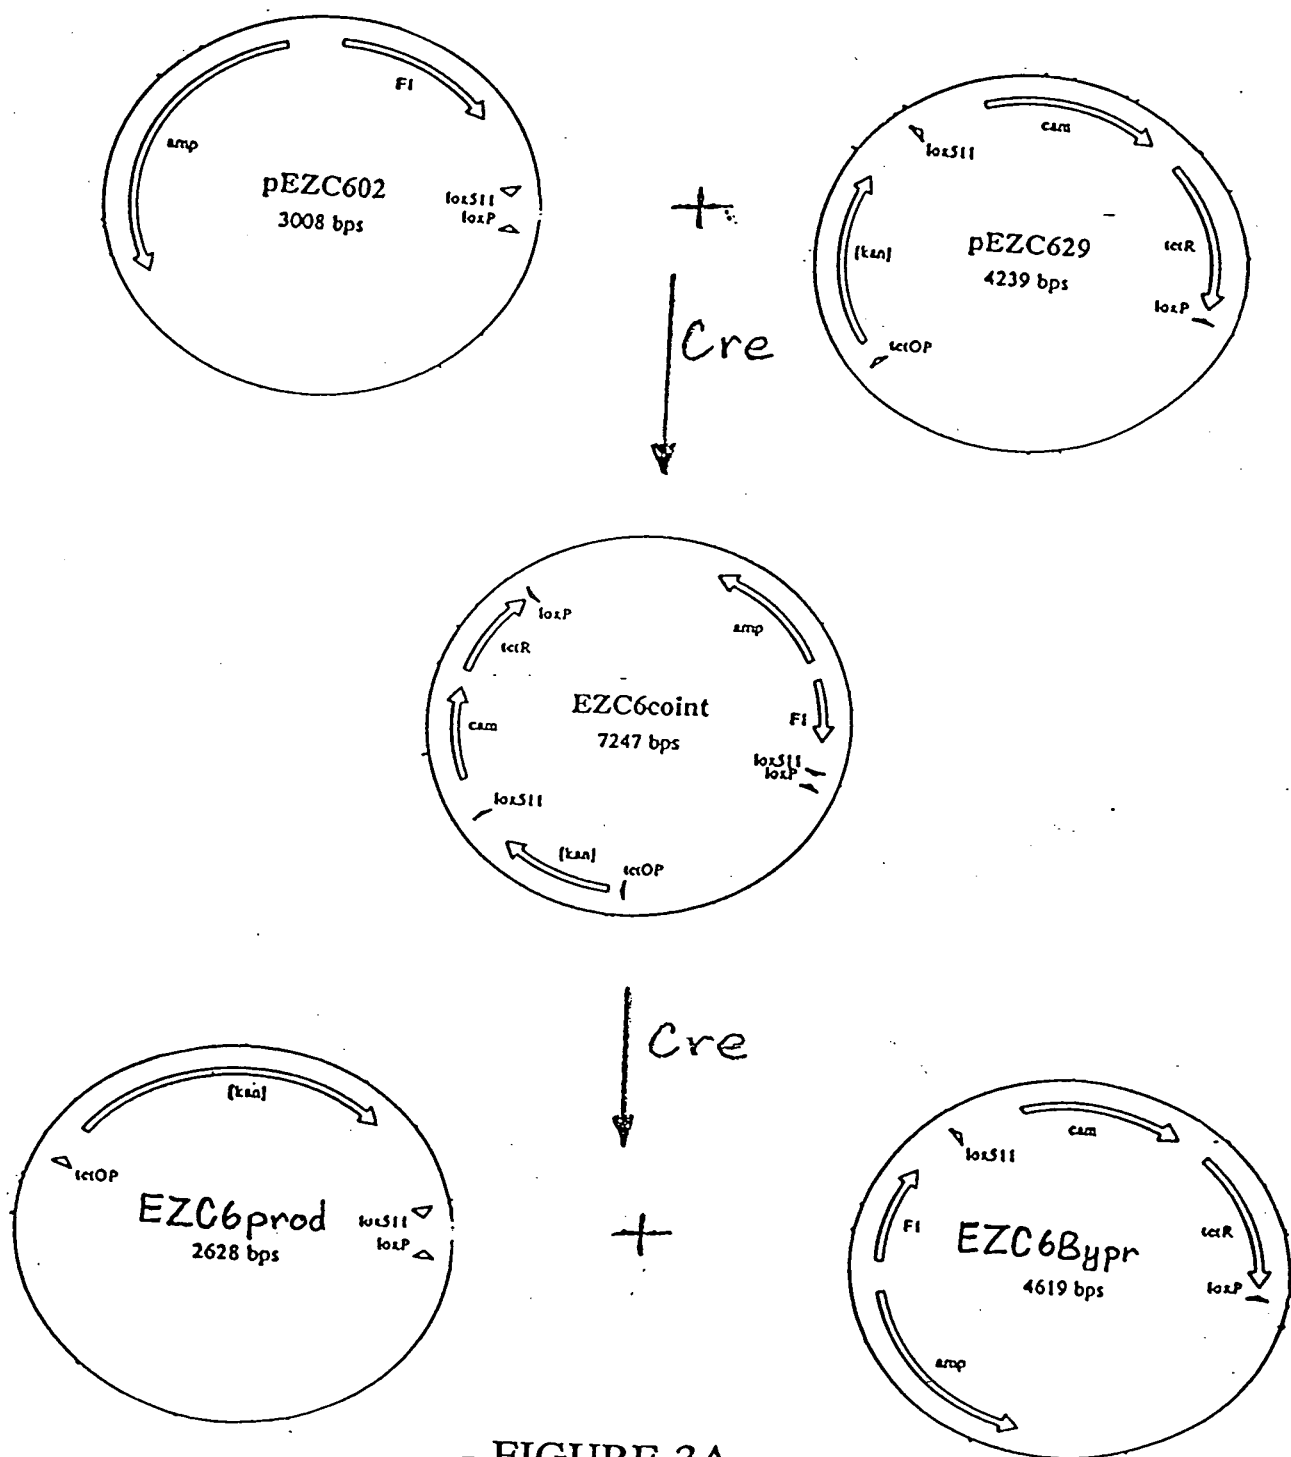 F1
amp
pEZC602
3008 bps
lox511
loxP
+
cam
lox511
[kan]
pEZC629
4239 bps
tetR
loxP
tetOP
Cre
loxP
tetR
amp
EZC6coint
7247 bps
cam
F1
lox511
loxP
lox511
[kan]
tetOP
Cre
[kan]
tetOP
EZC6prod
2628 bps
lox511
loxP
+
cam
lox511
F1
EZC6Bypr
4619 bps
tetR
loxP
amp